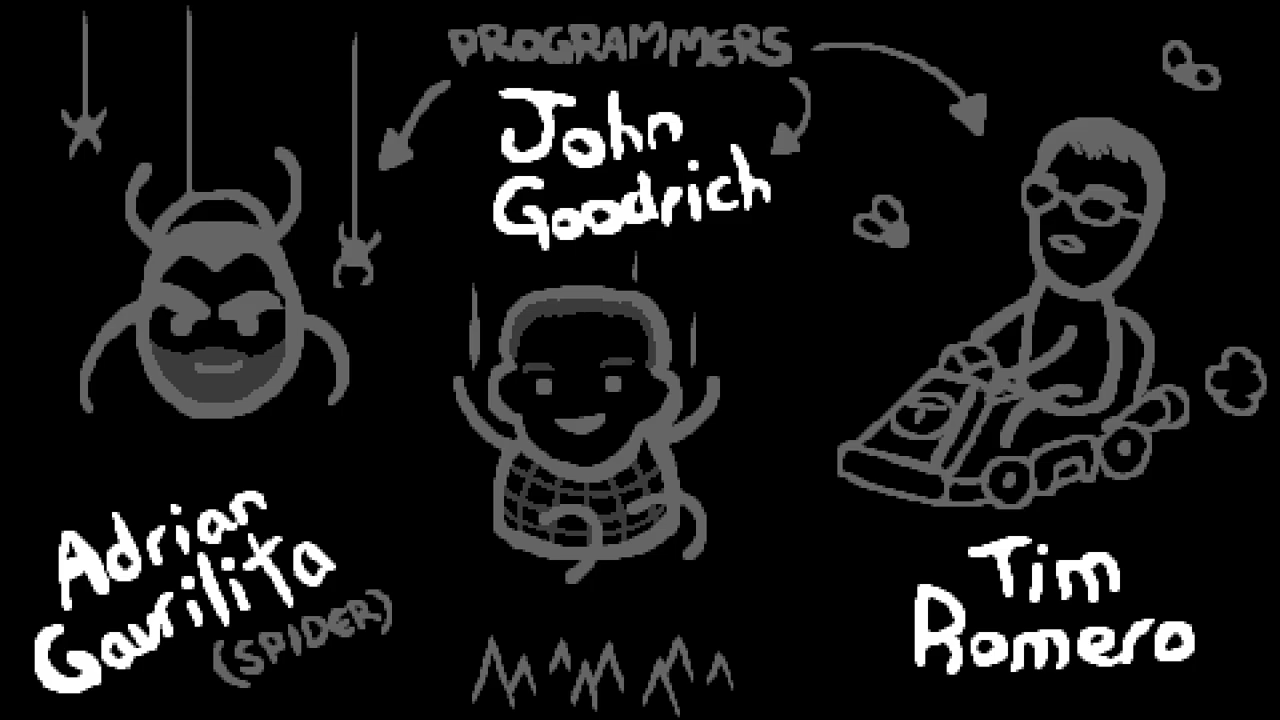 PROGRAMMERS
John
Goodrich
Adrian
Gavrilita
(SPIDER)
Tim
Romero